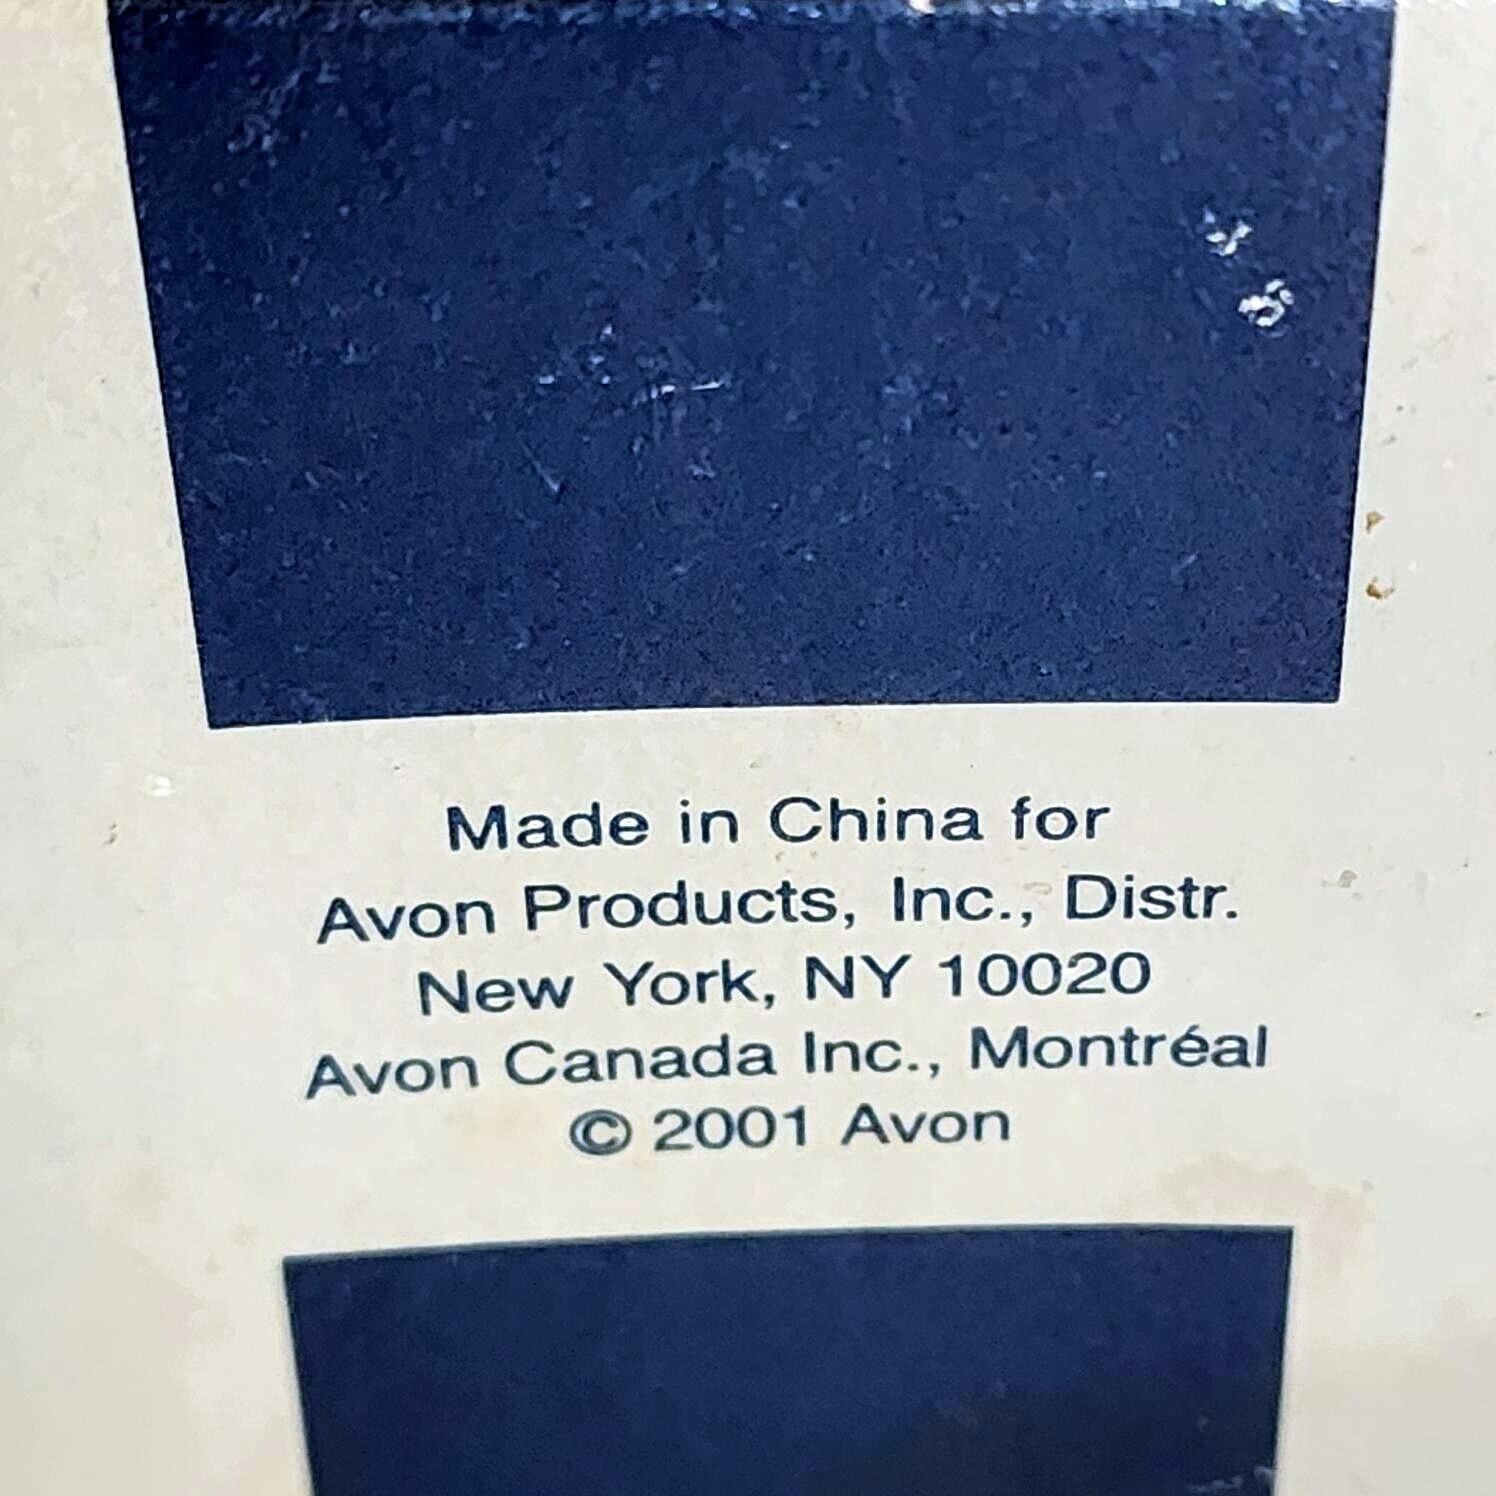 Made in China for
Avon Products, Inc., Distr.
New York, NY 10020
Avon Canada Inc., Montréal
© 2001 Avon